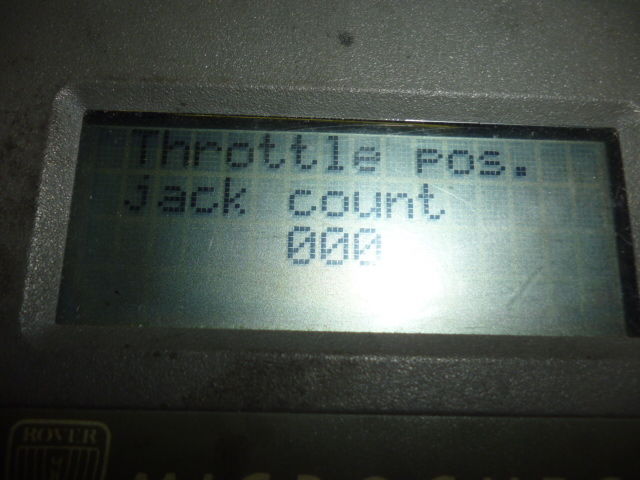 Throttle pos.
Jack count
000
ROVER